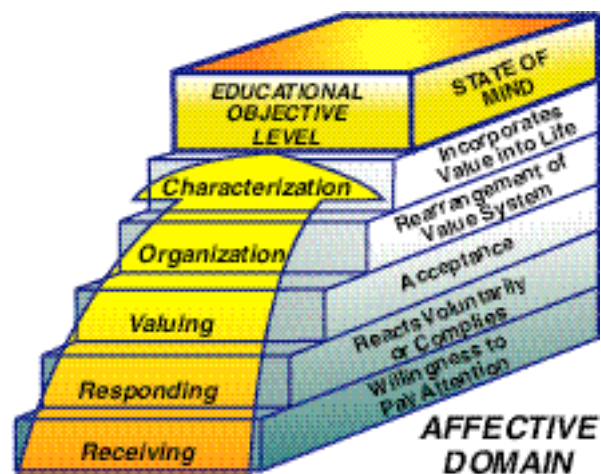 EDUCATIONAL
OBJECTIVE
LEVEL
STATE OF
MIND
Characterization
Incorporates
Value into Life
Organization
Rearrangement of
Value System
Valuing
Acceptance
Responding
Reacts Voluntarity
or Complies
Receiving
Willingness to
Pay Attention
AFFECTIVE
DOMAIN